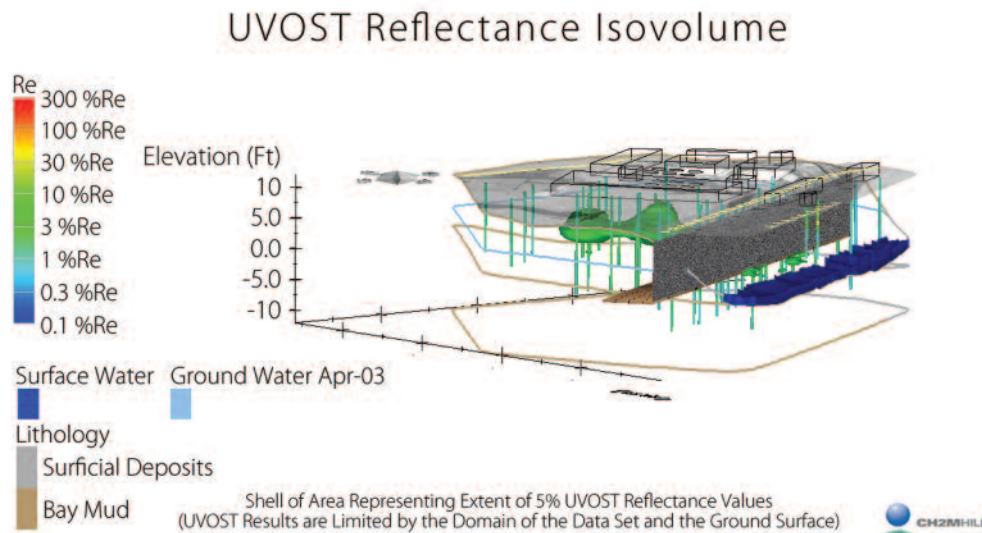 UVOST Reflectance Isovolume
Re
300 %Re
100 %Re
30 %Re
10 %Re
3 %Re
1 %Re
0.3 %Re
0.1 %Re
Elevation (Ft)
10
5.0
0.0
-5.0
-10
Surface Water
Ground Water Apr-03
Lithology
Surficial Deposits
Bay Mud
Shell of Area Representing Extent of 5% UVOST Reflectance Values
(UVOST Results are Limited by the Domain of the Data Set and the Ground Surface)
CH2MHILL